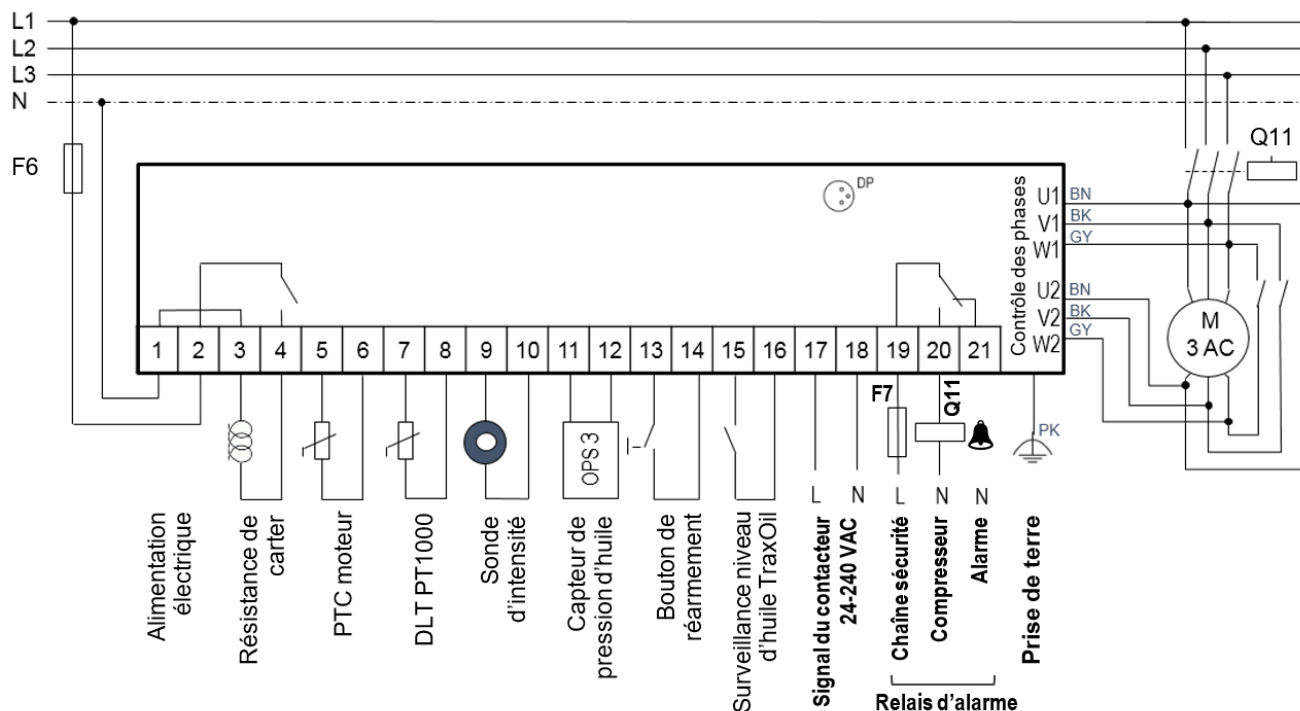 L1
L2
L3
N
F6
Q11
DP
Contrôle des phases
U1 BN
V1 BK
W1 GY
U2 BN
V2 BK
W2 GY
M
3 AC
1 2 3 4 5 6 7 8 9 10 11 12 13 14 15 16 17 18 19 20 21
F7
Q11
OPS 3
PK
L N L N N
Alimentation
électrique
Résistance de
carter
PTC moteur
DLT PT1000
Sonde
d'intensité
Capteur de
pression d'huile
Bouton de
réarmement
Surveillance niveau
d'huile TraxOil
Signal du contacteur
24-240 VAC
Chaîne sécurité
Compresseur
Alarme
Prise de terre
Relais d'alarme